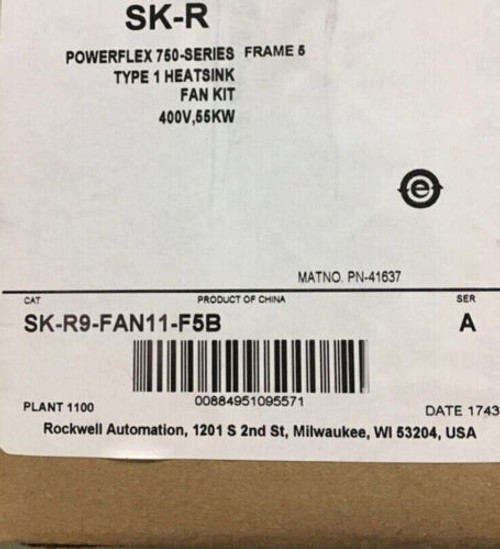 SK-R
POWERFLEX 750-SERIES FRAME 5
TYPE 1 HEATSINK
FAN KIT
400V,55KW
e
MATNO. PN-41637
CAT PRODUCT OF CHINA SER
SK-R9-FAN11-F5B A
00884951095571
PLANT 1100 DATE 1743
Rockwell Automation, 1201 S 2nd St, Milwaukee, WI 53204, USA